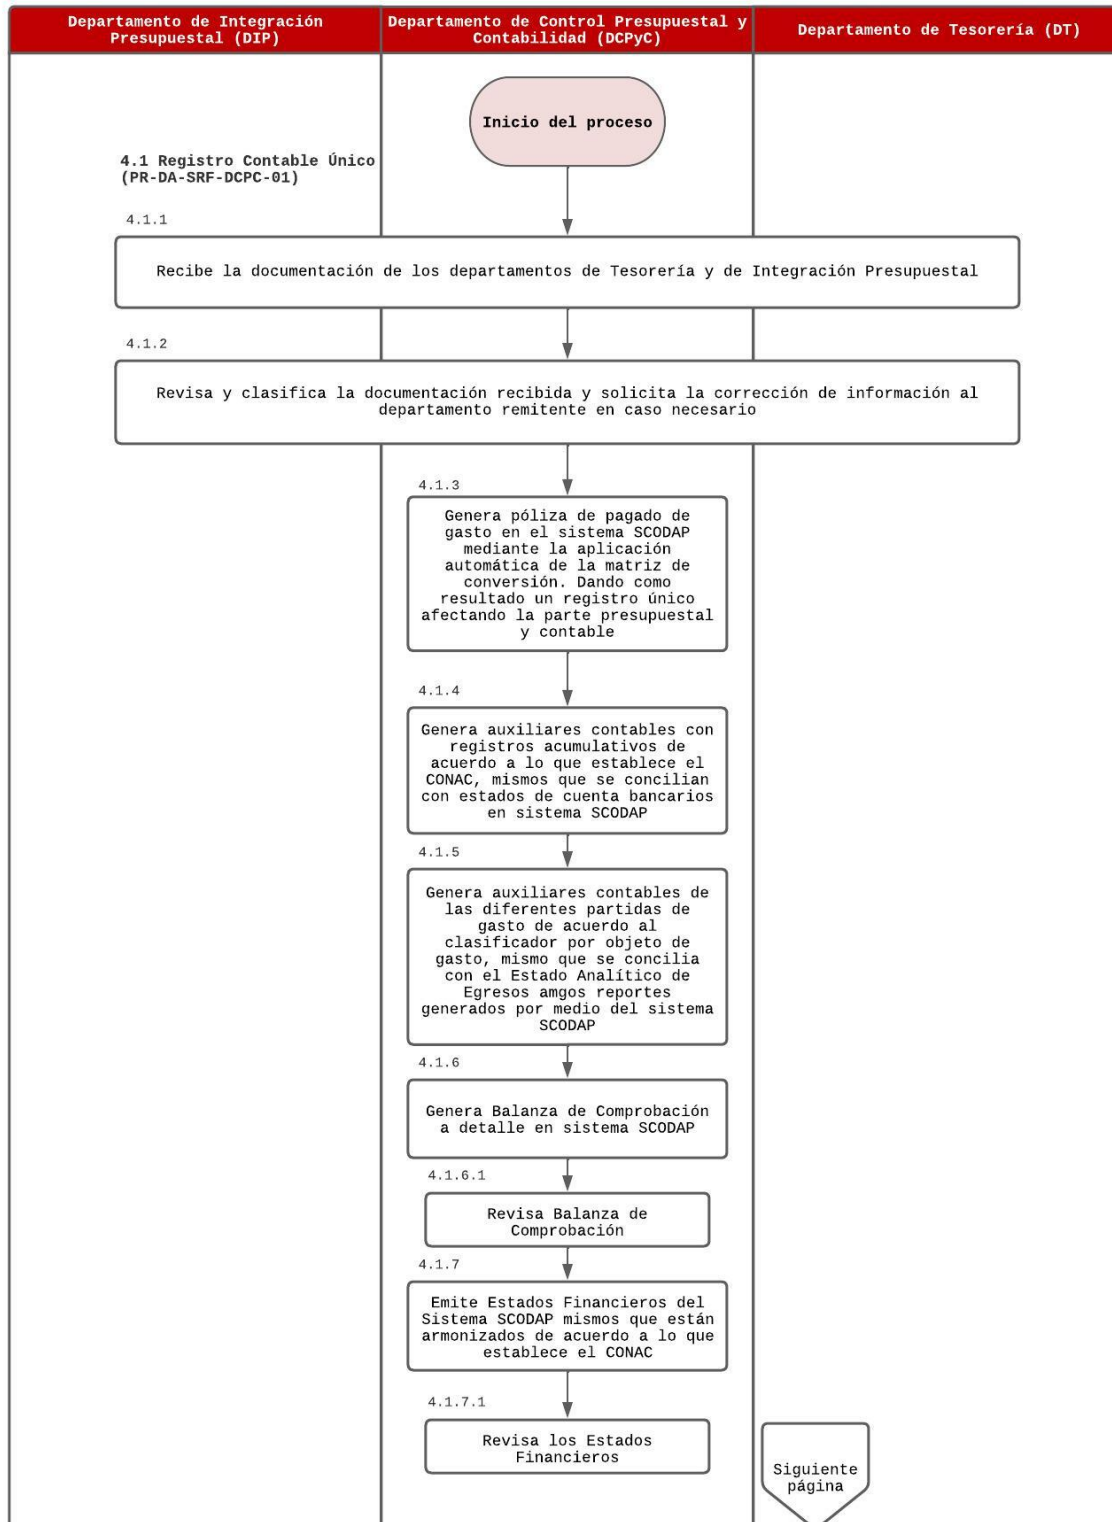 Departamento de Integración
Presupuestal (DIP)
Departamento de Control Presupuestal y
Contabilidad (DCPyC)
Departamento de Tesorería (DT)
Inicio del proceso
4.1 Registro Contable Único
(PR-DA-SRF-DCPC-01)
4.1.1
Recibe la documentación de los departamentos de Tesorería y de Integración Presupuestal
4.1.2
Revisa y clasifica la documentación recibida y solicita la corrección de información al
departamento remitente en caso necesario
4.1.3
Genera póliza de pagado de
gasto en el sistema SCODAP
mediante la aplicación
automática de la matriz de
conversión. Dando como
resultado un registro único
afectando la parte presupuestal
y contable
4.1.4
Genera auxiliares contables con
registros acumulativos de
acuerdo a lo que establece el
CONAC, mismos que se concilian
con estados de cuenta bancarios
en sistema SCODAP
4.1.5
Genera auxiliares contables de
las diferentes partidas de
gasto de acuerdo al
clasificador por objeto de
gasto, mismo que se concilia
con el Estado Analítico de
Egresos amgos reportes
generados por medio del sistema
SCODAP
4.1.6
Genera Balanza de Comprobación
a detalle en sistema SCODAP
4.1.6.1
Revisa Balanza de
Comprobación
4.1.7
Emite Estados Financieros del
Sistema SCODAP mismos que están
armonizados de acuerdo a lo que
establece el CONAC
4.1.7.1
Revisa los Estados
Financieros
Siguiente
página